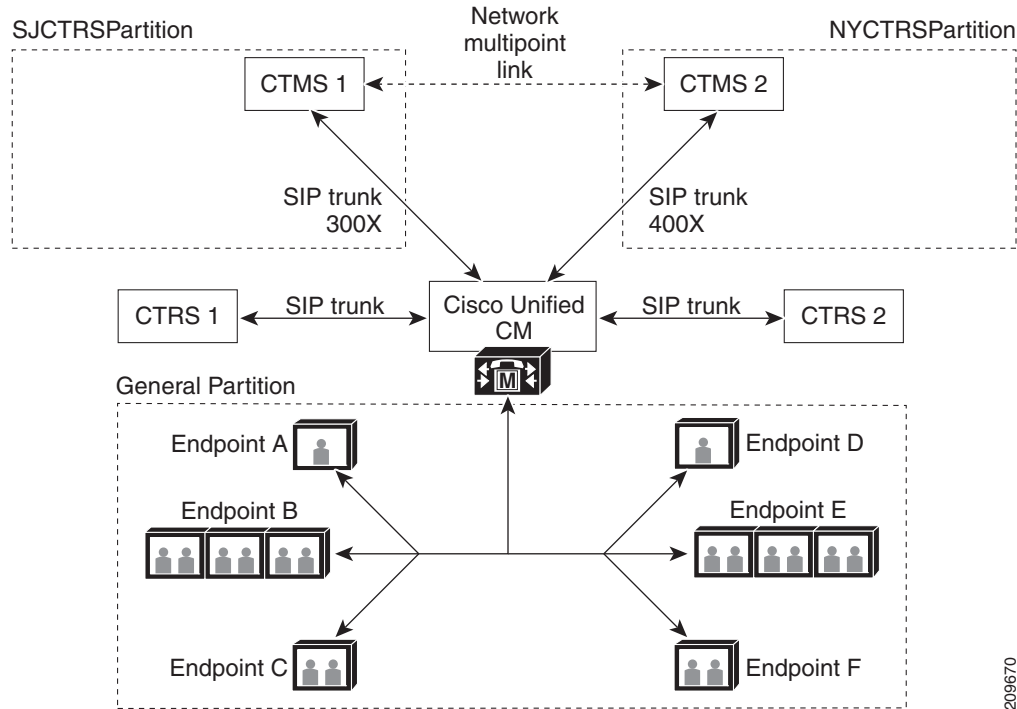 SJCTRSPartition
Network
multipoint
link
NYCTRSPartition
CTMS 1
CTMS 2
SIP trunk
300X
SIP trunk
400X
CTRS 1
SIP trunk
Cisco Unified
CM
SIP trunk
CTRS 2
M
General Partition
Endpoint A
Endpoint D
Endpoint B
Endpoint E
Endpoint C
Endpoint F
209670